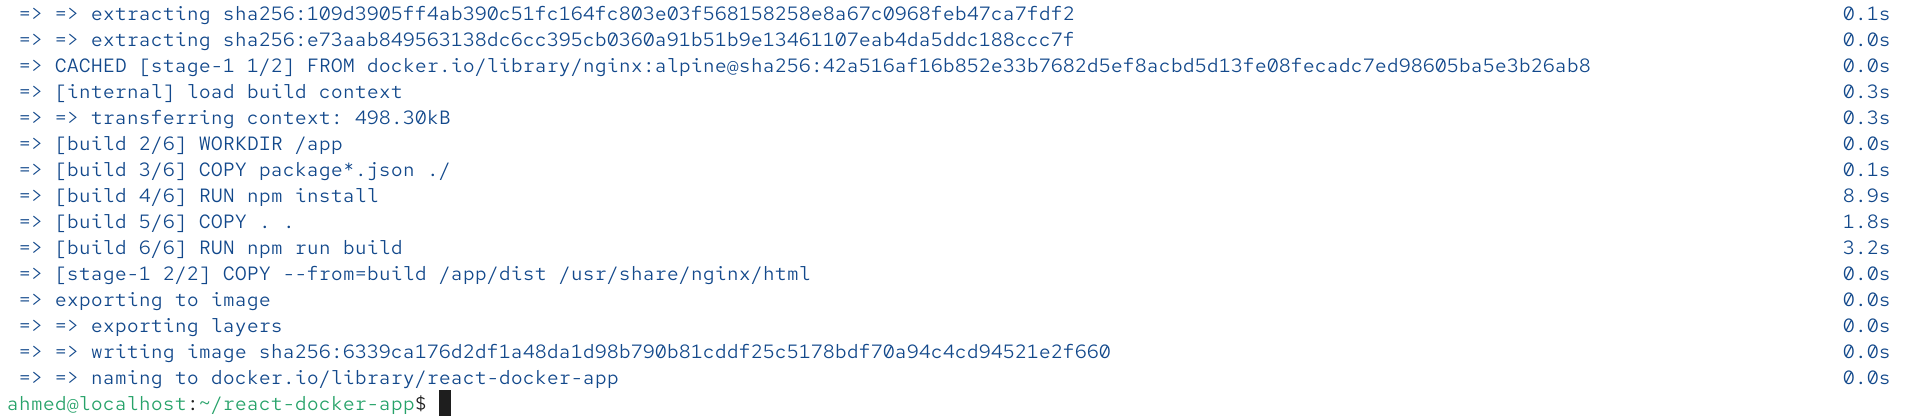 => => extracting sha256:109d3905ff4ab390c51fc164fc803e03f568158258e8a67c0968feb47ca7fdf2 0.1s
=> => extracting sha256:e73aab849563138dc6cc395cb0360a91b51b9e13461107eab4da5ddc188ccc7f 0.0s
=> CACHED [stage-1 1/2] FROM docker.io/library/nginx:alpine@sha256:42a516af16b852e33b7682d5ef8acbd5d13fe08fecadc7ed98605ba5e3b26ab8 0.0s
=> [internal] load build context 0.3s
=> => transferring context: 498.30kB 0.3s
=> [build 2/6] WORKDIR /app 0.0s
=> [build 3/6] COPY package*.json ./ 0.1s
=> [build 4/6] RUN npm install 8.9s
=> [build 5/6] COPY . . 1.8s
=> [build 6/6] RUN npm run build 3.2s
=> [stage-1 2/2] COPY --from=build /app/dist /usr/share/nginx/html 0.0s
=> exporting to image 0.0s
=> => exporting layers 0.0s
=> => writing image sha256:6339ca176d2df1a48da1d98b790b81cddf25c5178bdf70a94c4cd94521e2f660 0.0s
=> => naming to docker.io/library/react-docker-app 0.0s
ahmed@localhost:~/react-docker-app$